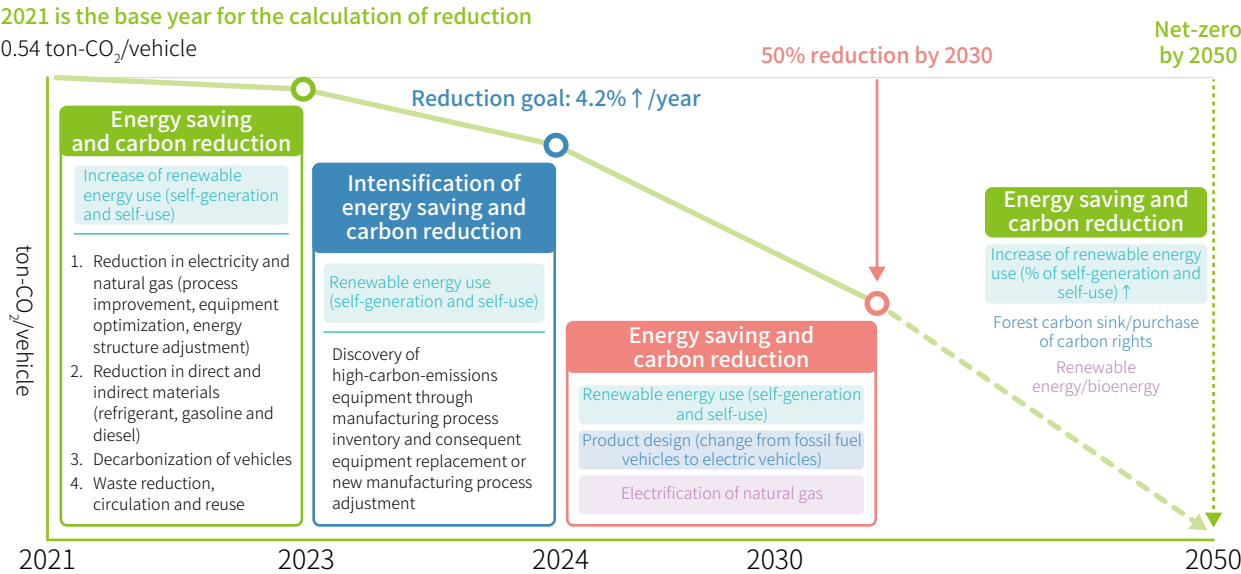 2021 is the base year for the calculation of reduction
0.54 ton-CO₂/vehicle
50% reduction by 2030
Net-zero
by 2050
Reduction goal: 4.2%↑/year
ton-CO₂/vehicle
Energy saving
and carbon reduction
Increase of renewable
energy use (self-generation
and self-use)
1. Reduction in electricity and
natural gas (process
improvement, equipment
optimization, energy
structure adjustment)
2. Reduction in direct and
indirect materials
(refrigerant, gasoline and
diesel)
3. Decarbonization of vehicles
4. Waste reduction,
circulation and reuse
Intensification of
energy saving and
carbon reduction
Renewable energy use
(self-generation and self-use)
Discovery of
high-carbon-emissions
equipment through
manufacturing process
inventory and consequent
equipment replacement or
new manufacturing process
adjustment
Energy saving and
carbon reduction
Renewable energy use (self-generation
and self-use)
Product design (change from fossil fuel
vehicles to electric vehicles)
Electrification of natural gas
Energy saving and
carbon reduction
Increase of renewable energy
use (% of self-generation and
self-use)↑
Forest carbon sink/purchase
of carbon rights
Renewable
energy/bioenergy
2021
2023
2024
2030
2050